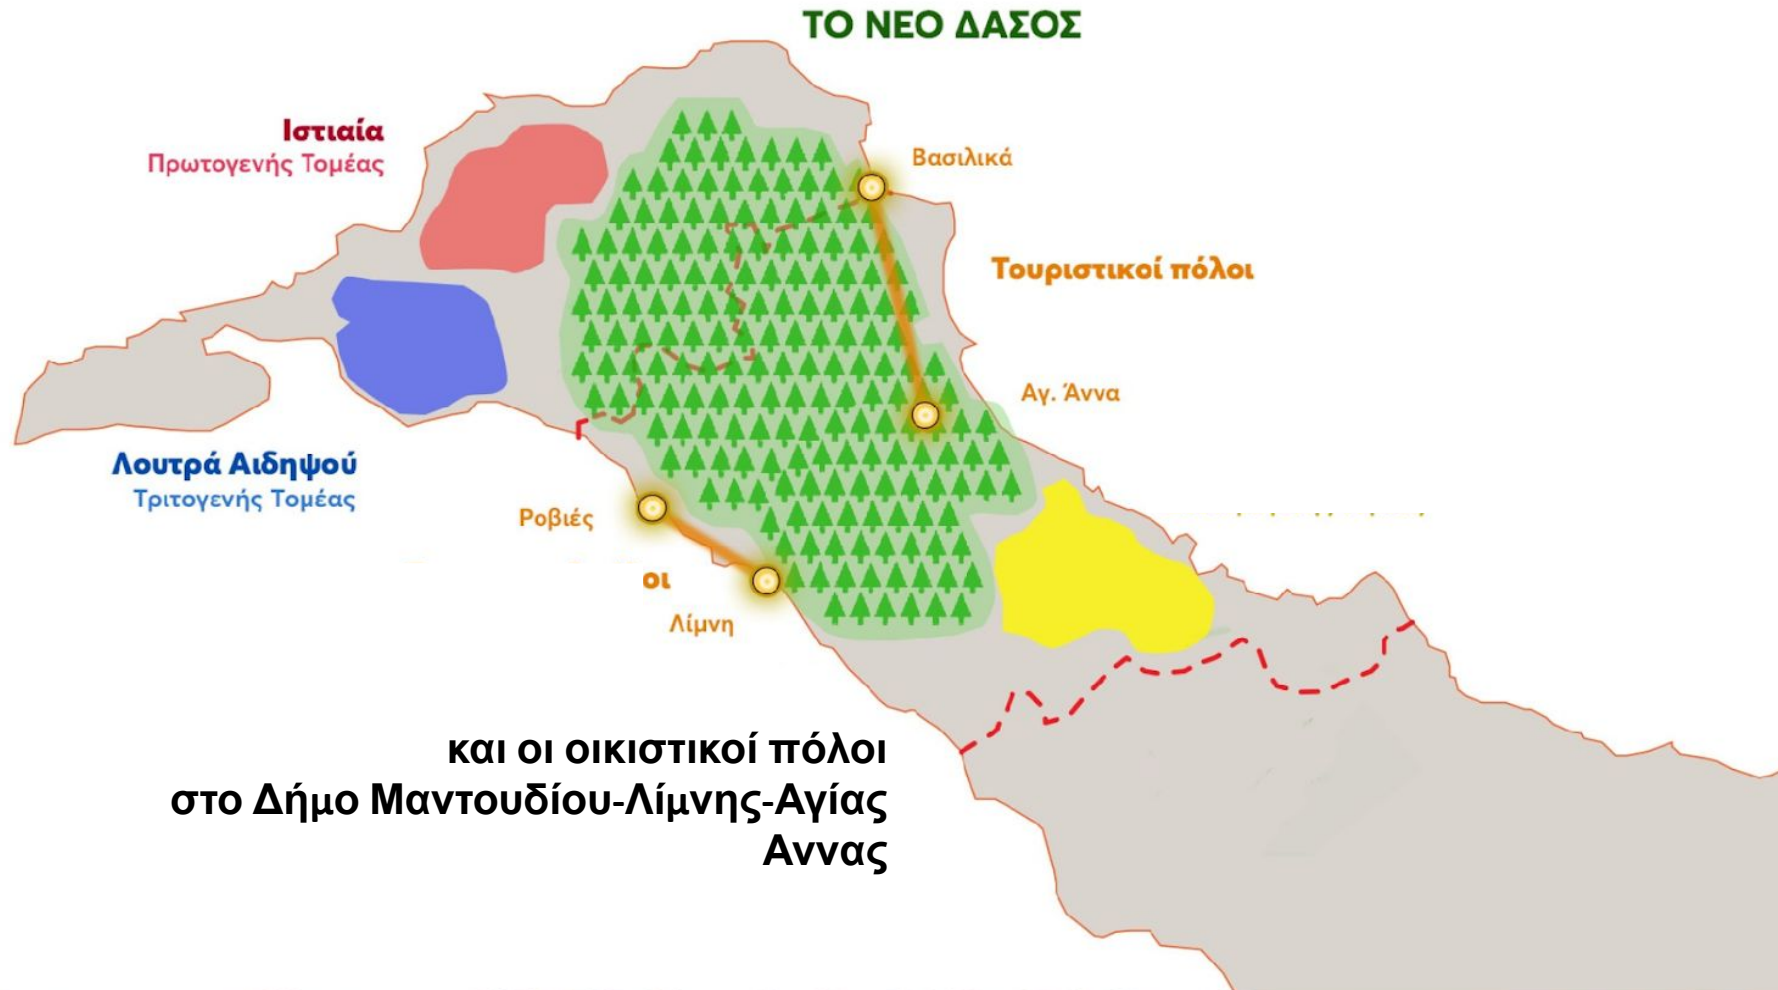 ΤΟ ΝΕΟ ΔΑΣΟΣ
Ιστιαία
Πρωτογενής Τομέας
Βασιλικά
Τουριστικοί πόλοι
Αγ. Άννα
Λουτρά Αιδηψού
Τριτογενής Τομέας
Ροβιές
οι
Λίμνη
και οι οικιστικοί πόλοι
στο Δήμο Μαντουδίου-Λίμνης-Αγίας
Αννας